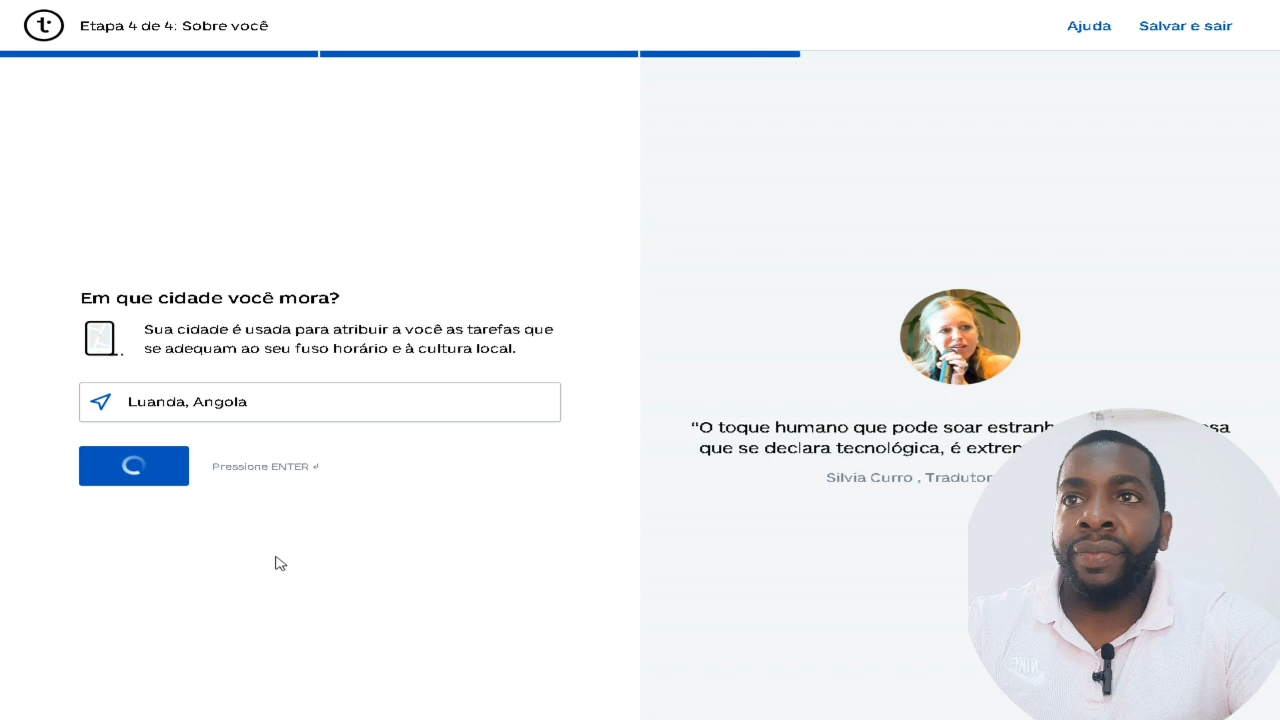 Etapa 4 de 4: Sobre você
Ajuda
Salvar e sair
Em que cidade você mora?
Sua cidade é usada para atribuir a você as tarefas que
se adequam ao seu fuso horário e à cultura local.
Luanda, Angola
Pressione ENTER ↲
“O toque humano que pode soar
que se declara tecnológica, é
Silvia Curro ,
NIKE